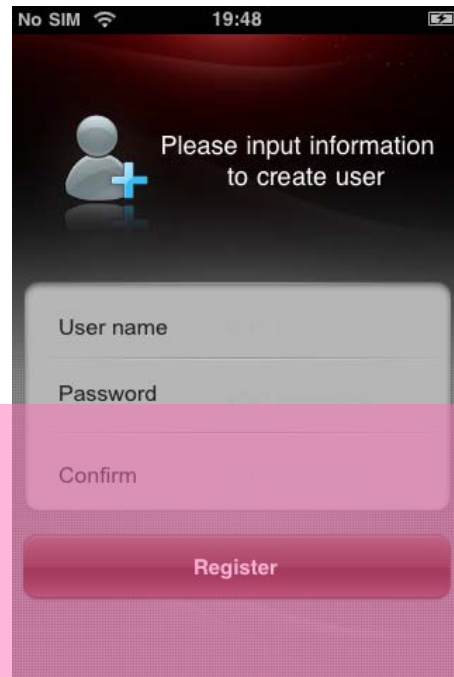 No SIM 19:48
Please input information
to create user
User name
Password
Confirm
Register